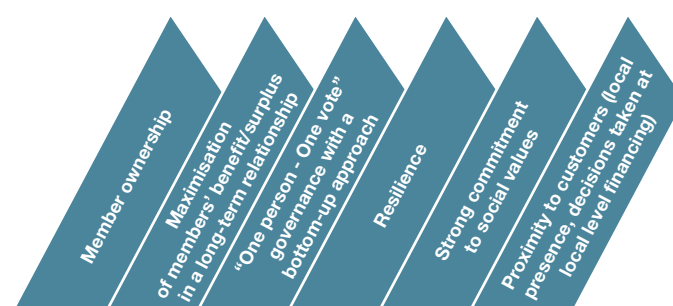 Member ownership
Maximisation
of members’ benefit/surplus
in a long-term relationship
“One person - One vote”
governance with a
bottom-up approach
Resilience
Strong commitment
to social values
Proximity to customers (local
presence, decisions taken at
local level financing)